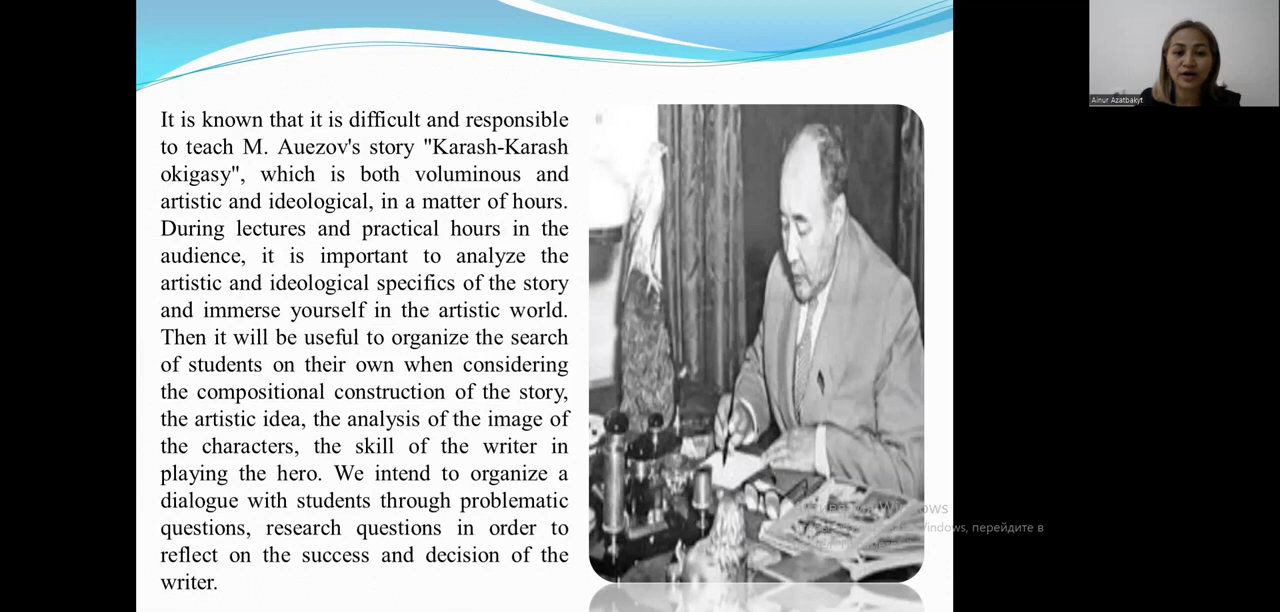 It is known that it is difficult and responsible
to teach M. Auezov's story "Karash-Karash
okigasy", which is both voluminous and
artistic and ideological, in a matter of hours.
During lectures and practical hours in the
audience, it is important to analyze the
artistic and ideological specifics of the story
and immerse yourself in the artistic world.
Then it will be useful to organize the search
of students on their own when considering
the compositional construction of the story,
the artistic idea, the analysis of the image of
the characters, the skill of the writer in
playing the hero. We intend to organize a
dialogue with students through problematic
questions, research questions in order to
reflect on the success and decision of the
writer.
Ainur Azatbakyt
Windows
Windows, перейдите в